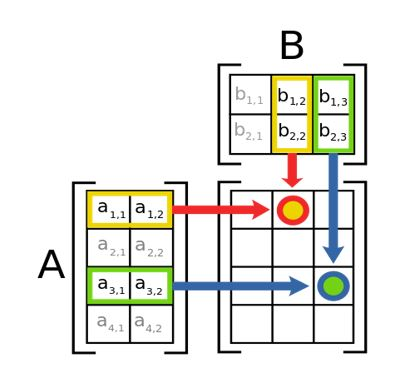 B
b1,1 b1,2 b1,3
b2,1 b2,2 b2,3
A
a1,1 a1,2
a2,1 a2,2
a3,1 a3,2
a4,1 a4,2